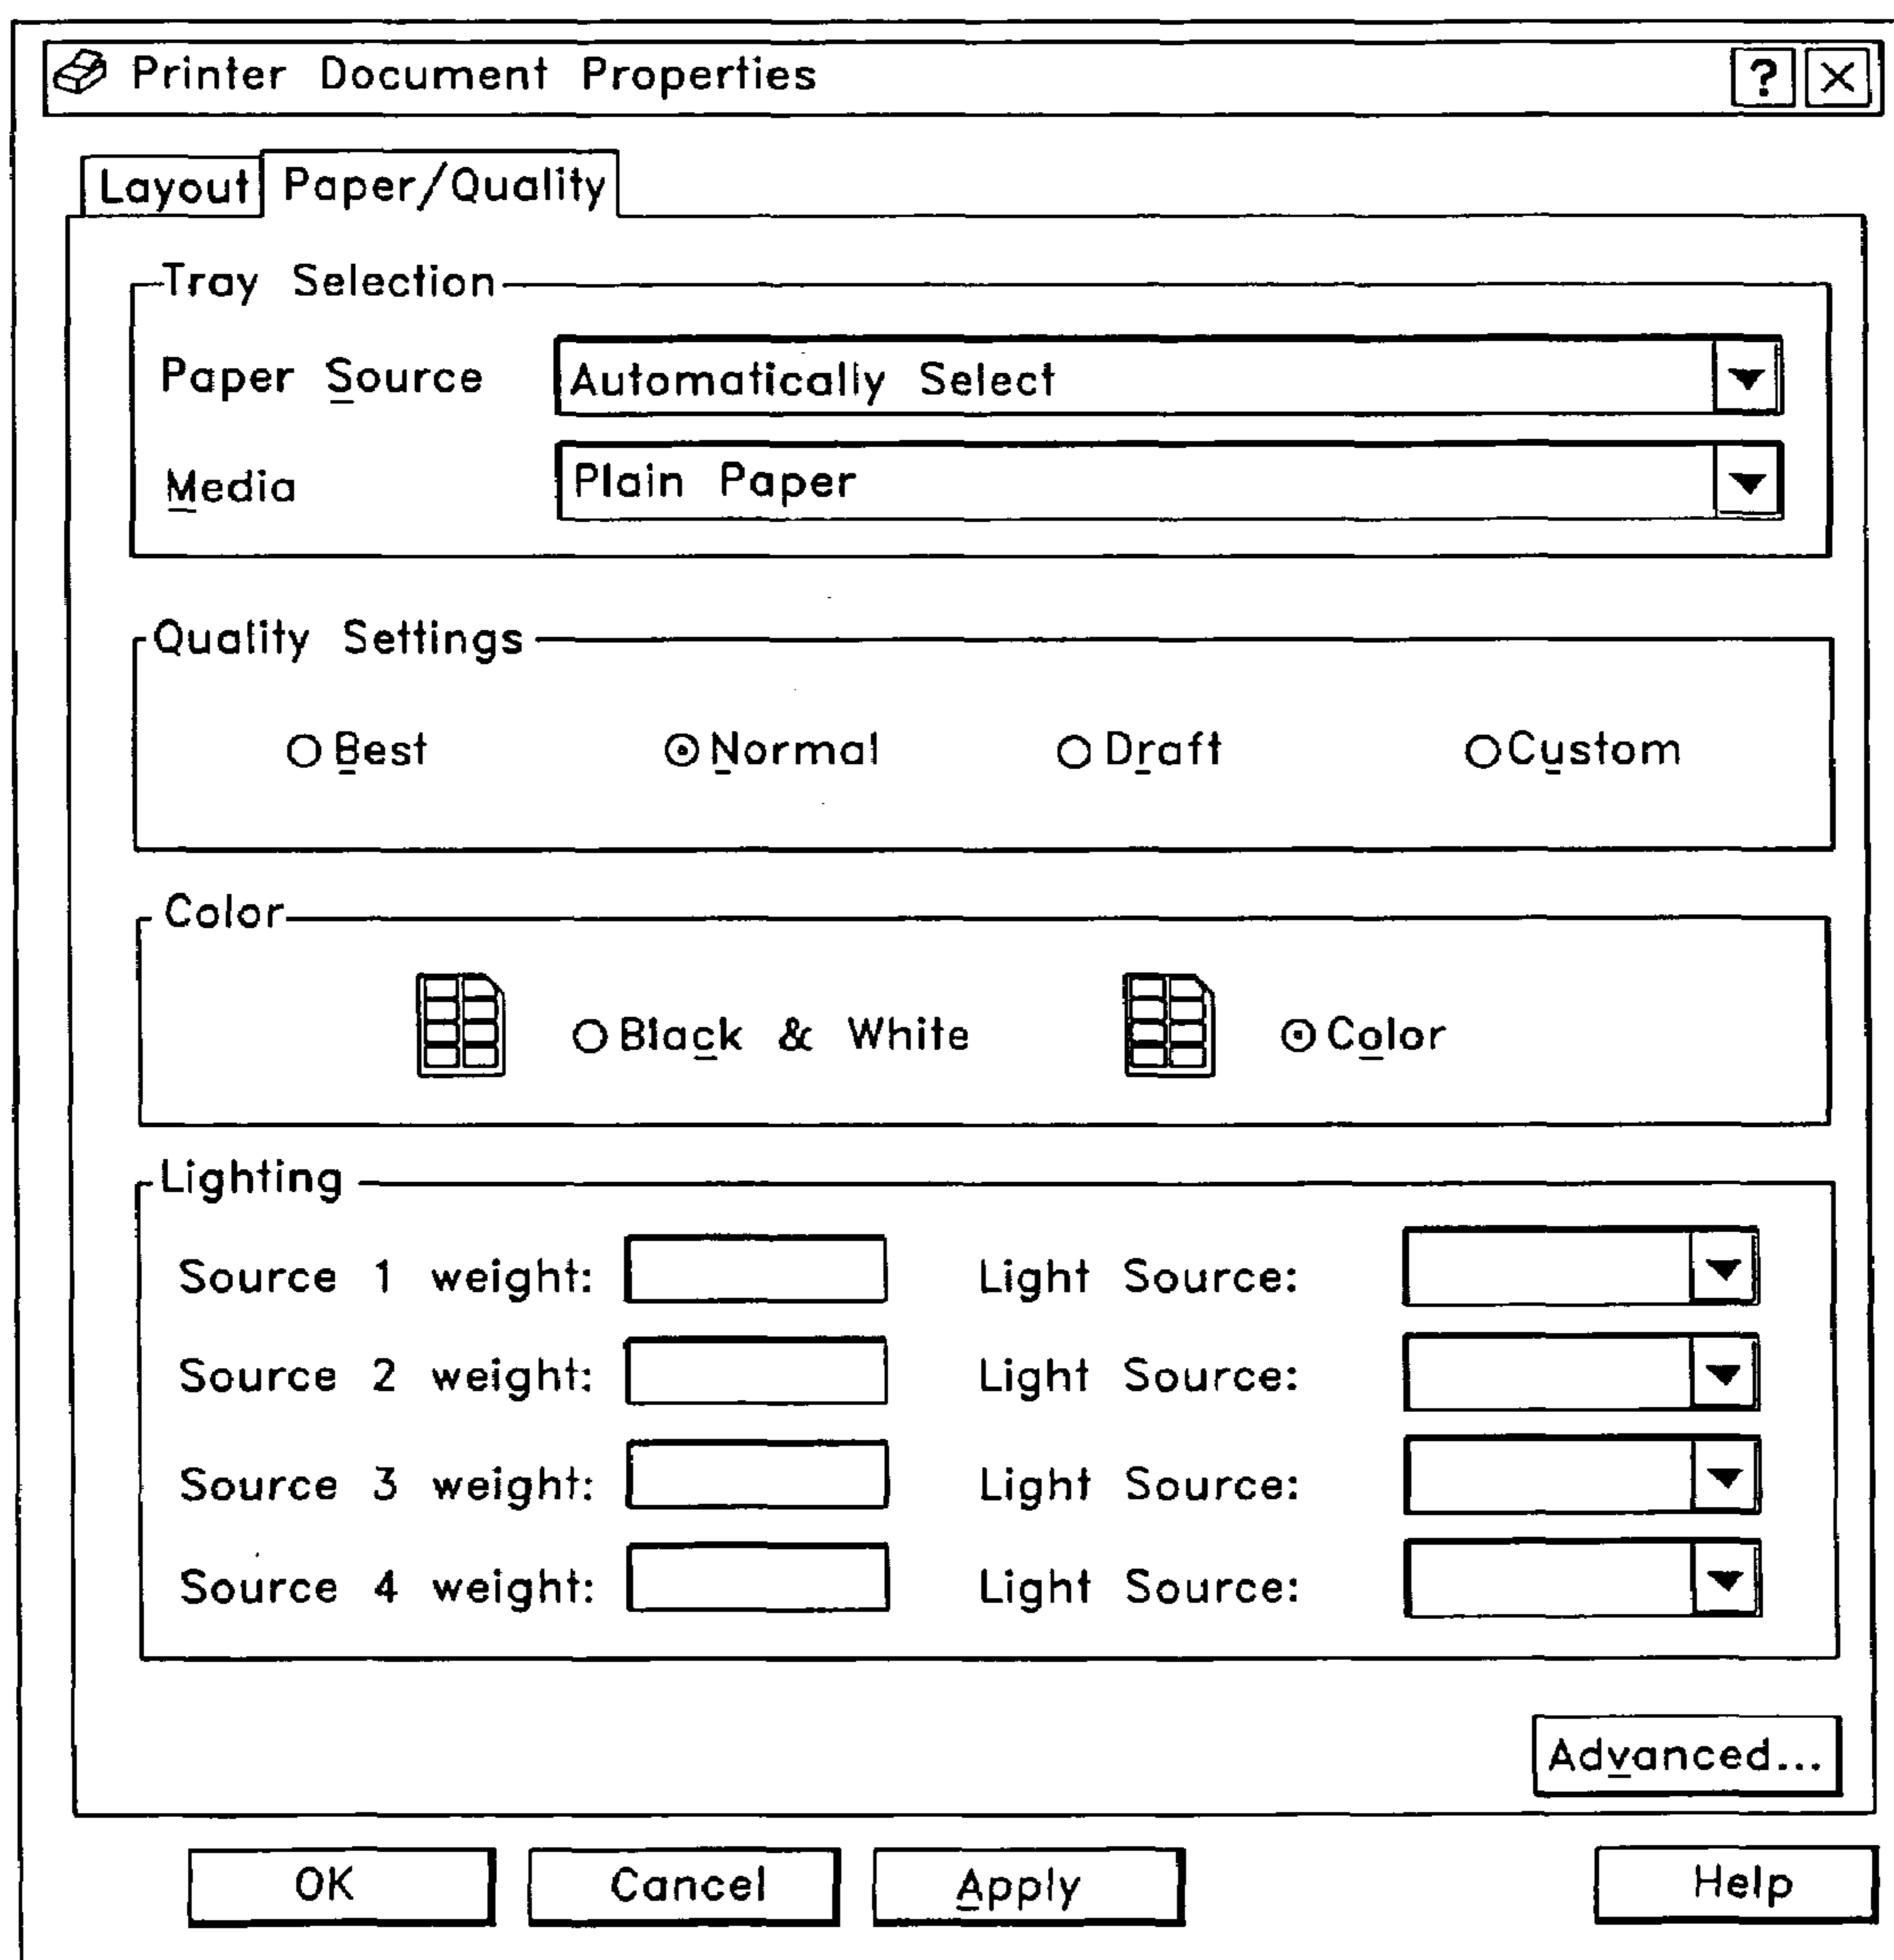 Printer Document Properties ? X
Layout Paper/Quality
Tray Selection
Paper Source Automatically Select
Media Plain Paper
Quality Settings
Best Normal Draft Custom
Color
Black & White Color
Lighting
Source 1 weight: Light Source:
Source 2 weight: Light Source:
Source 3 weight: Light Source:
Source 4 weight: Light Source:
Advanced...
OK Cancel Apply Help